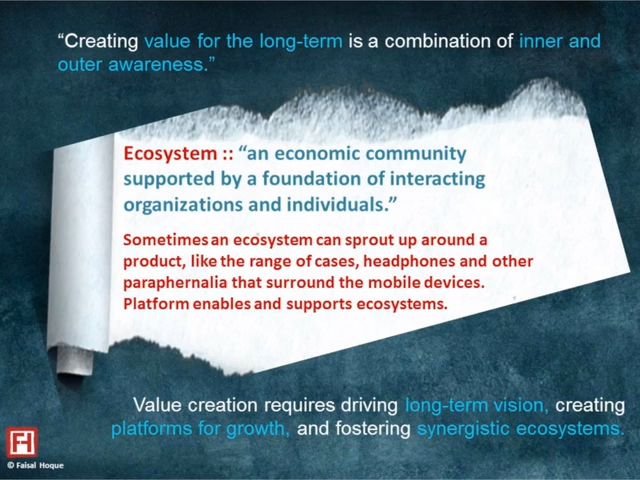 “Creating value for the long-term is a combination of inner and
outer awareness.”
Ecosystem :: “an economic community
supported by a foundation of interacting
organizations and individuals.”
Sometimes an ecosystem can sprout up around a
product, like the range of cases, headphones and other
paraphernalia that surround the mobile devices.
Platform enables and supports ecosystems.
Value creation requires driving long-term vision, creating
platforms for growth, and fostering synergistic ecosystems.
FH
© Faisal Hoque